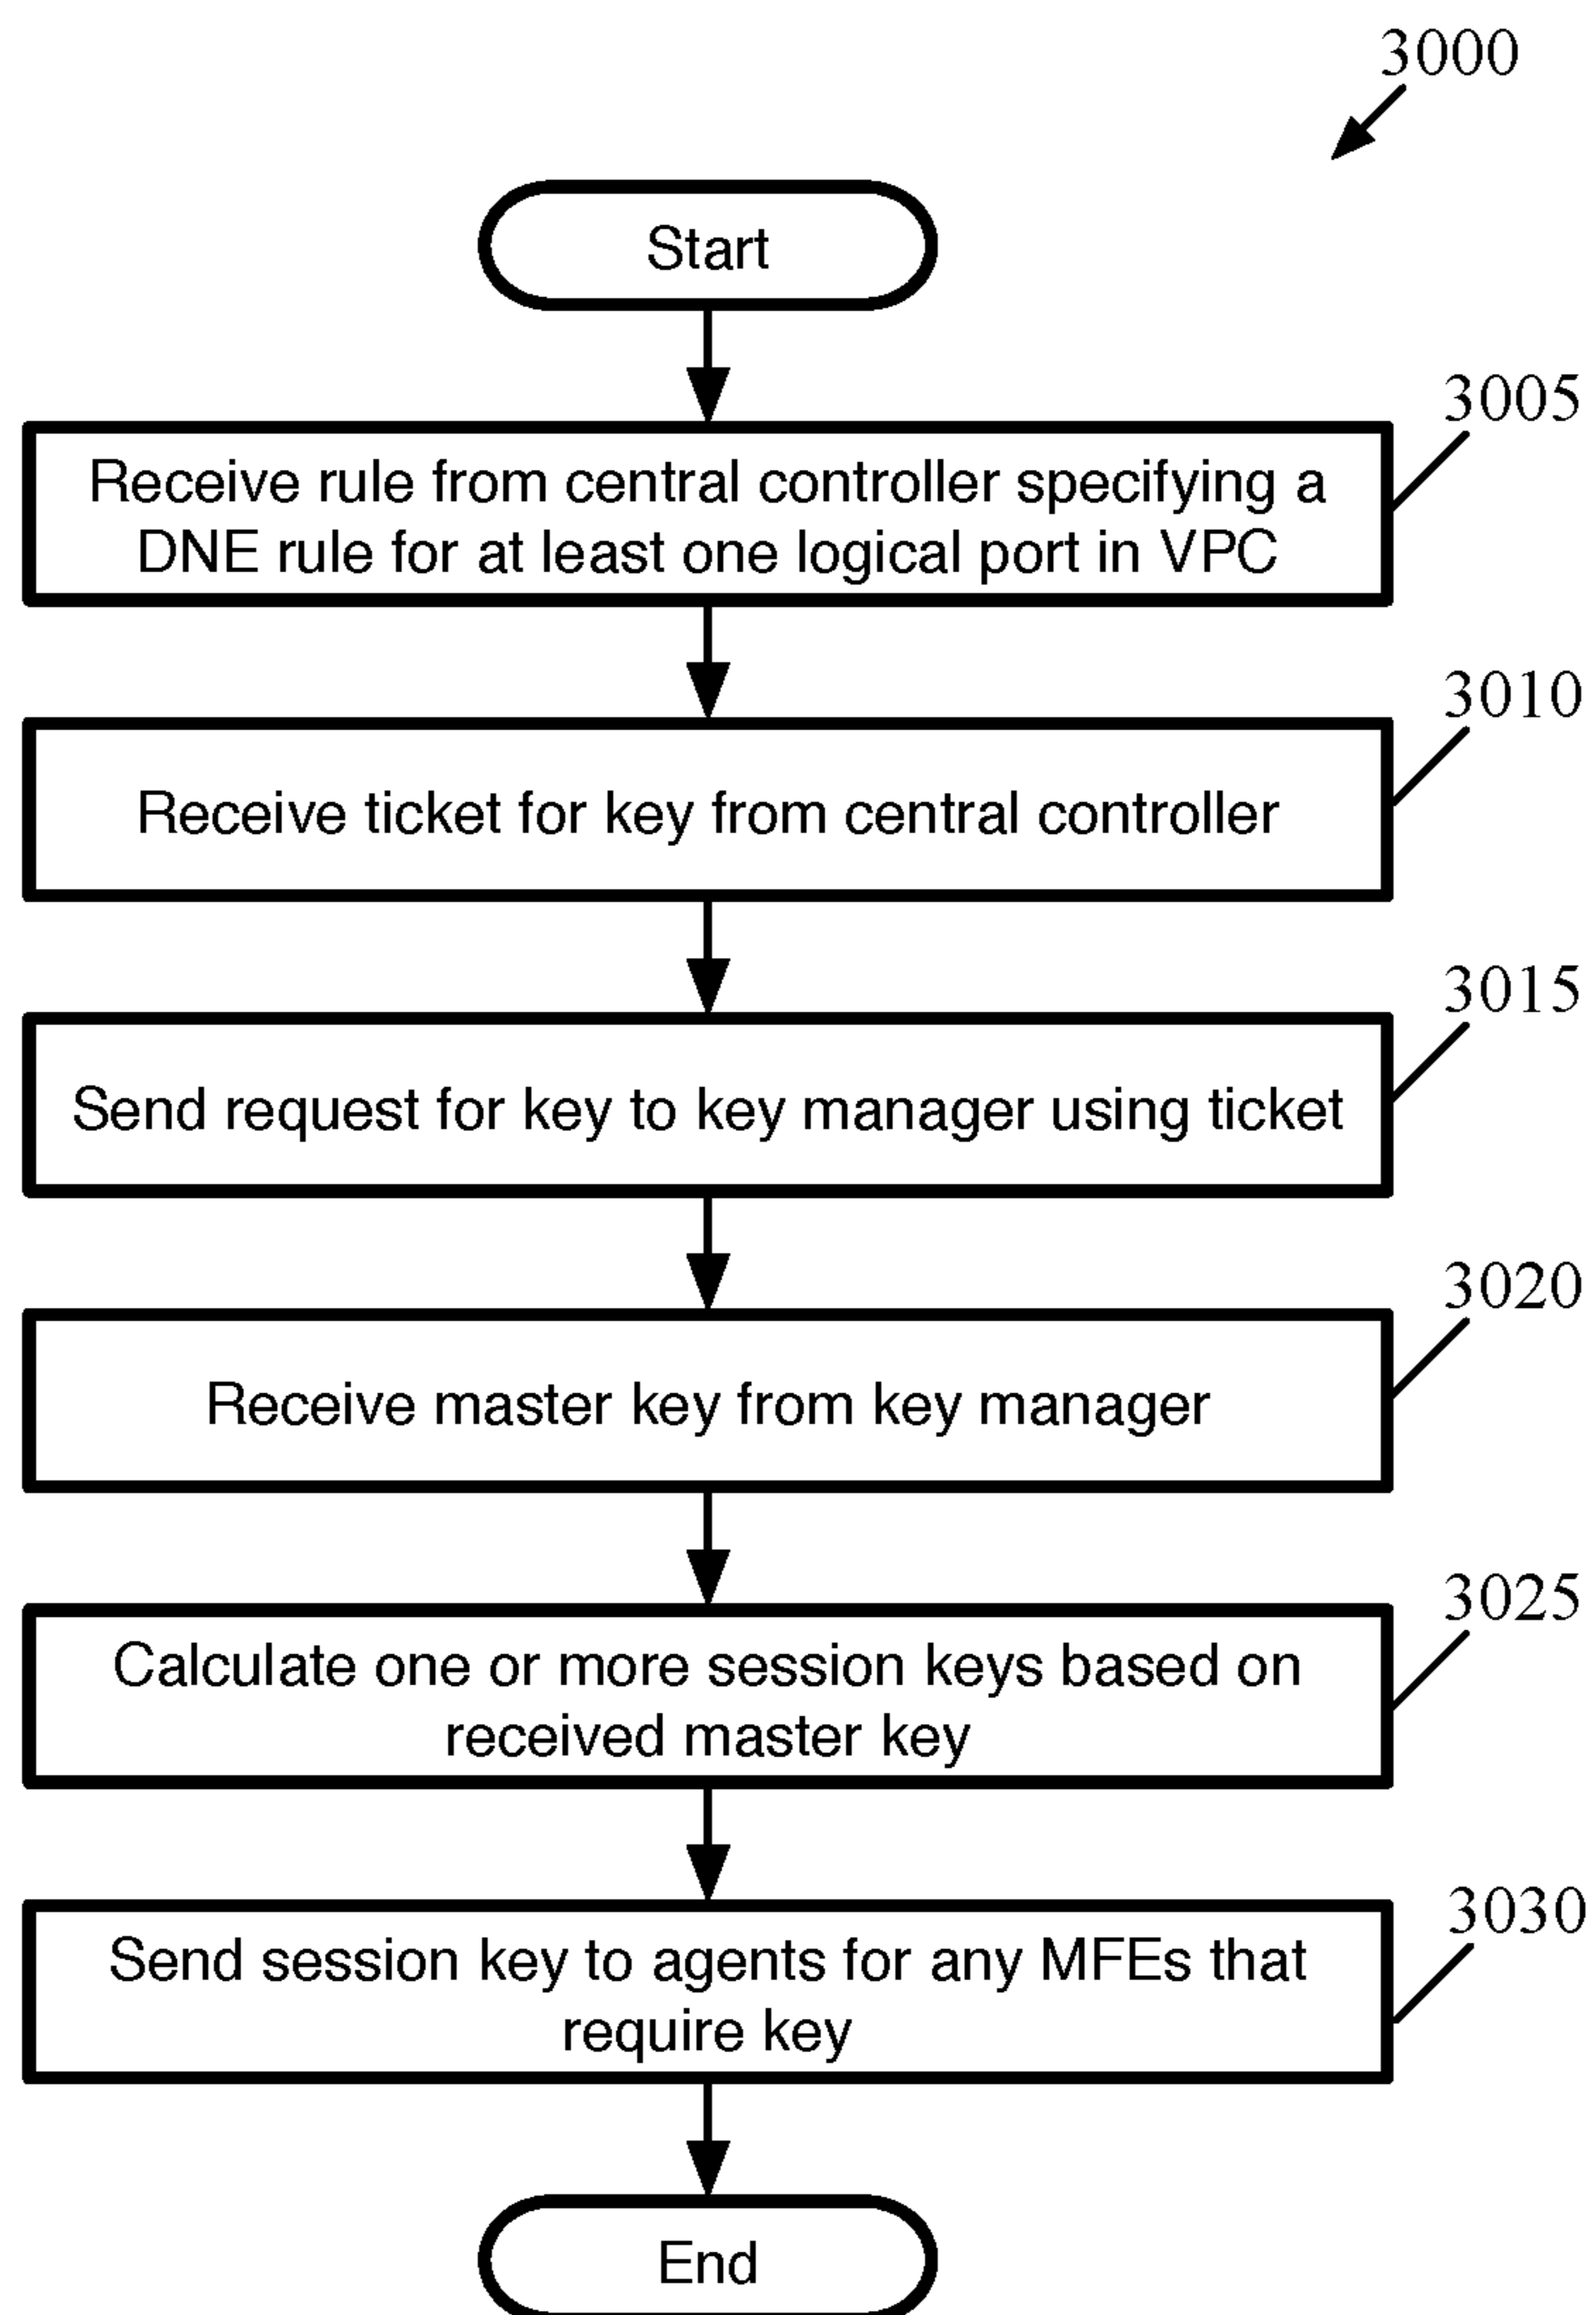 3000
Start
3005
Receive rule from central controller specifying a
DNE rule for at least one logical port in VPC
3010
Receive ticket for key from central controller
3015
Send request for key to key manager using ticket
3020
Receive master key from key manager
3025
Calculate one or more session keys based on
received master key
3030
Send session key to agents for any MFEs that
require key
End